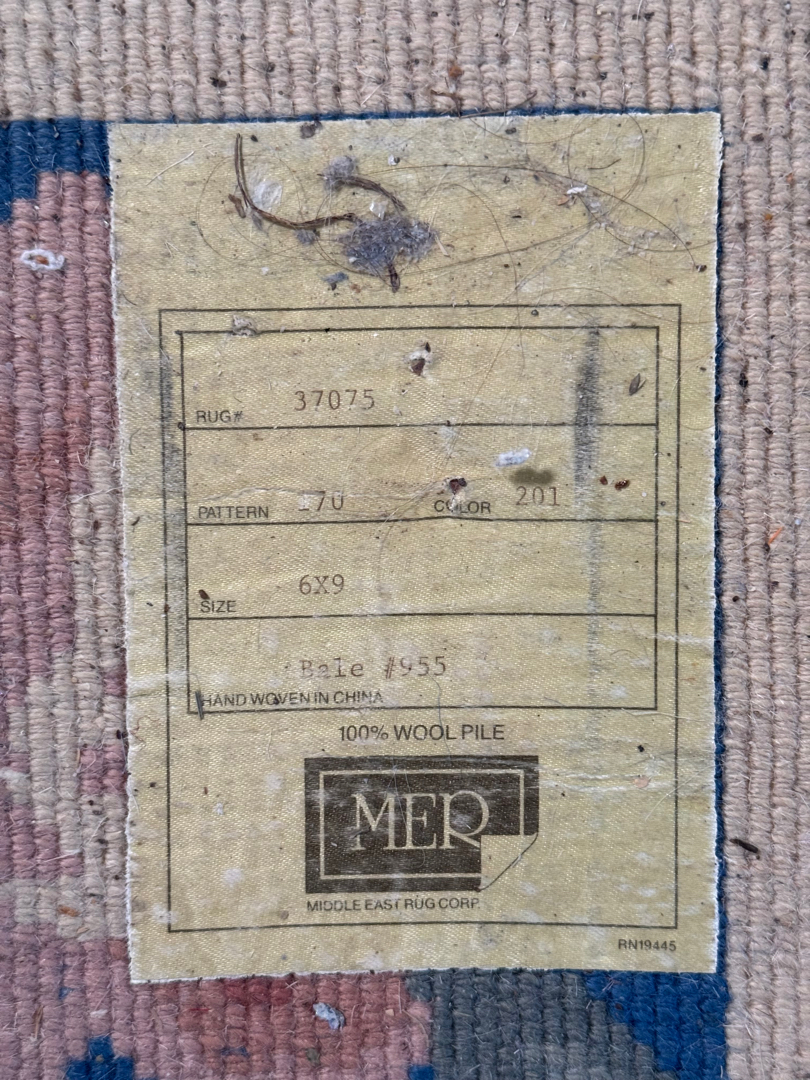 RUG# 37075
PATTERN 170 COLOR 201
SIZE 6X9
Bale #955
HAND WOVEN IN CHINA
100% WOOL PILE
MER
MIDDLE EAST RUG CORP.
RN19445